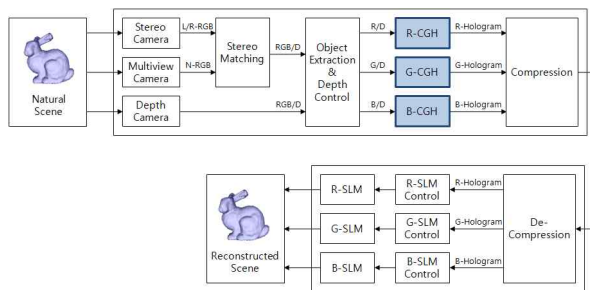 Natural
Scene
Stereo
Camera
Multiview
Camera
Depth
Camera
L/R-RGB
N-RGB
Stereo
Matching
RGB/D
RGB/D
Object
Extraction
&
Depth
Control
R/D
G/D
B/D
R-CGH
G-CGH
B-CGH
R-Hologram
G-Hologram
B-Hologram
Compression
Reconstructed
Scene
R-SLM
G-SLM
B-SLM
R-SLM
Control
G-SLM
Control
B-SLM
Control
R-Hologram
G-Hologram
B-Hologram
De-
Compression